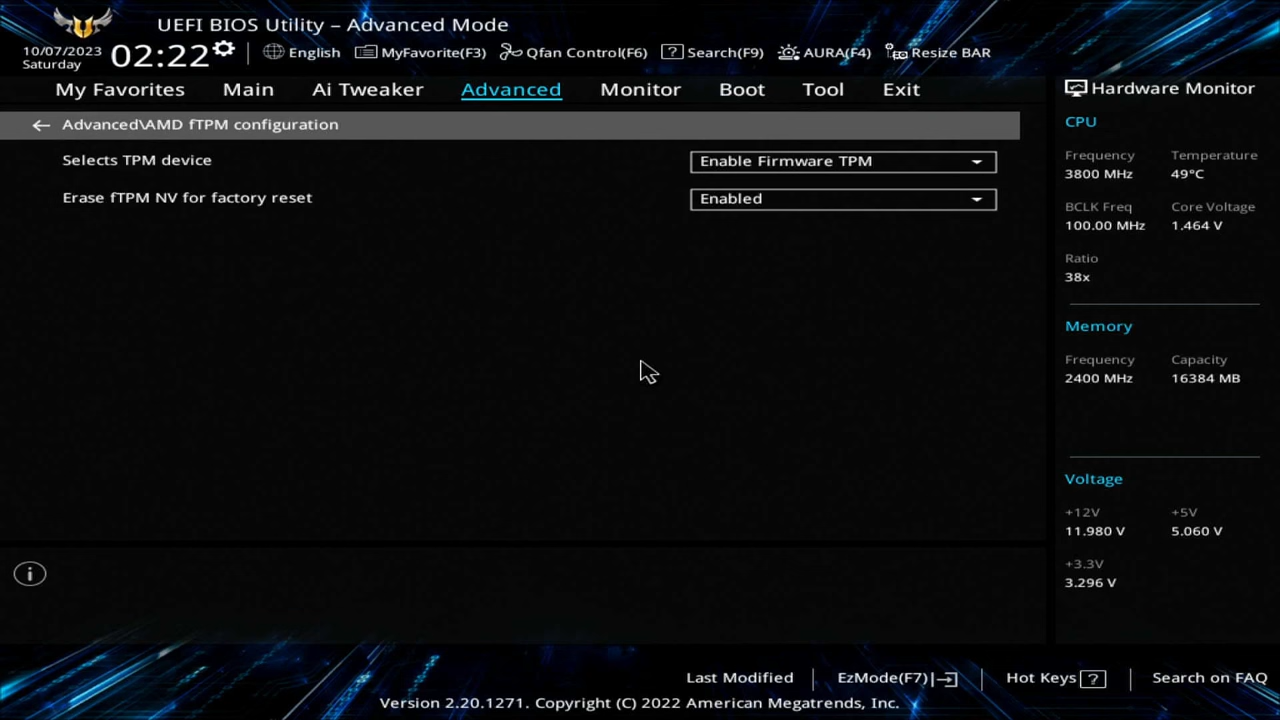 UEFI BIOS Utility – Advanced Mode
10/07/2023
Saturday
02:22
English
MyFavorite(F3)
Qfan Control(F6)
? Search(F9)
AURA(F4)
Resize BAR
My Favorites
Main
Ai Tweaker
Advanced
Monitor
Boot
Tool
Exit
Advanced\AMD fTPM configuration
Selects TPM device
Enable Firmware TPM
Erase fTPM NV for factory reset
Enabled
Hardware Monitor
CPU
Frequency Temperature
3800 MHz 49°C
BCLK Freq Core Voltage
100.00 MHz 1.464 V
Ratio
38x
Memory
Frequency Capacity
2400 MHz 16384 MB
Voltage
+12V +5V
11.980 V 5.060 V
+3.3V
3.296 V
i
Last Modified
EzMode(F7)
Hot Keys ?
Search on FAQ
Version 2.20.1271. Copyright (C) 2022 American Megatrends, Inc.